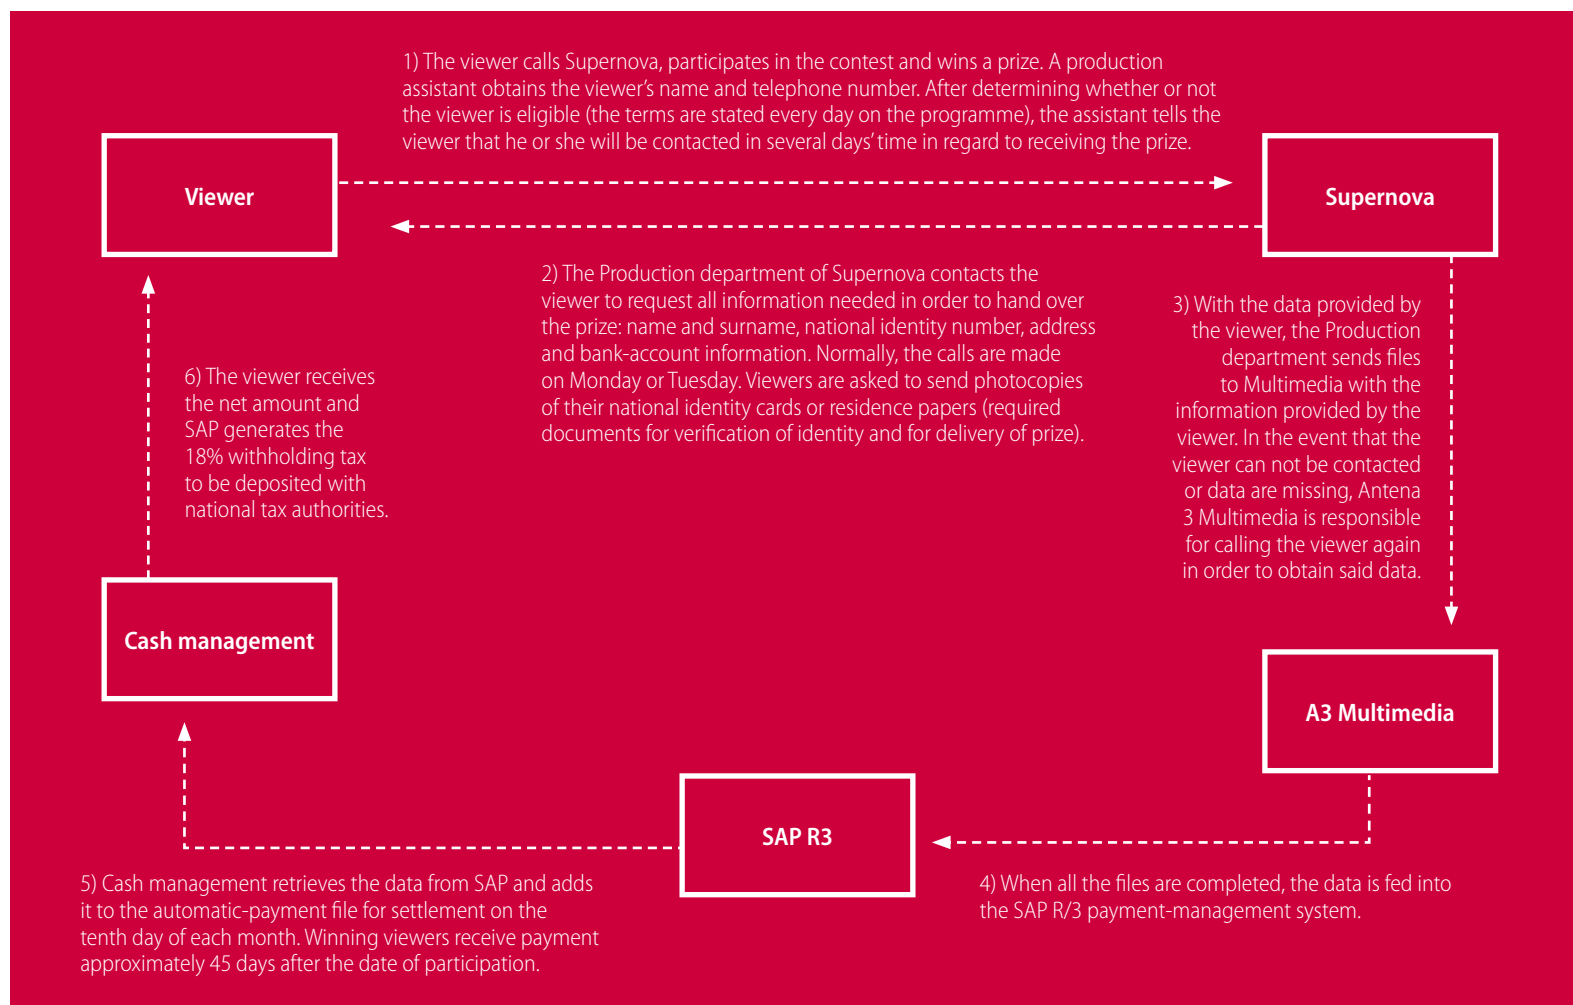 1) The viewer calls Supernova, participates in the contest and wins a prize. A production
assistant obtains the viewer’s name and telephone number. After determining whether or not
the viewer is eligible (the terms are stated every day on the programme), the assistant tells the
viewer that he or she will be contacted in several days’ time in regard to receiving the prize.
Viewer
Supernova
2) The Production department of Supernova contacts the
viewer to request all information needed in order to hand over
the prize: name and surname, national identity number, address
and bank-account information. Normally, the calls are made
on Monday or Tuesday. Viewers are asked to send photocopies
of their national identity cards or residence papers (required
documents for verification of identity and for delivery of prize).
3) With the data provided by
the viewer, the Production
department sends files
to Multimedia with the
information provided by the
viewer. In the event that the
viewer can not be contacted
or data are missing, Antena
3 Multimedia is responsible
for calling the viewer again
in order to obtain said data.
6) The viewer receives
the net amount and
SAP generates the
18% withholding tax
to be deposited with
national tax authorities.
Cash management
A3 Multimedia
SAP R3
5) Cash management retrieves the data from SAP and adds
it to the automatic-payment file for settlement on the
tenth day of each month. Winning viewers receive payment
approximately 45 days after the date of participation.
4) When all the files are completed, the data is fed into
the SAP R/3 payment-management system.